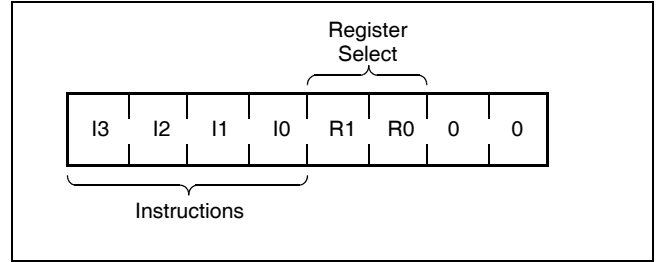 Register
Select
I3 I2 I1 I0 R1 R0 0 0
Instructions